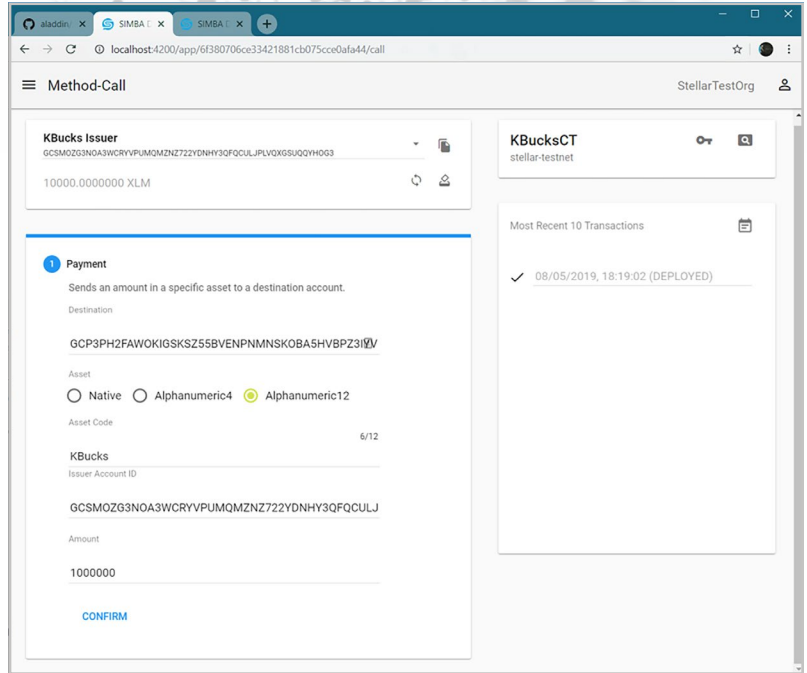 aladdin/
SIMBA D
SIMBA D
localhost:4200/app/6f380706ce33421881cb075cce0afa44/call
Method-Call
StellarTestOrg
KBucks Issuer
GCSMOZG3NOA3WCRYVPUMQMZNZ722YDNHY3QFQCULJPLVQXGSUQQYHOG3
10000.0000000 XLM
KBucksCT
stellar-testnet
Most Recent 10 Transactions
08/05/2019, 18:19:02 (DEPLOYED)
1 Payment
Sends an amount in a specific asset to a destination account.
Destination
GCP3PH2FAWOKIGSKSZ55BVENPNMNSKOBA5HVBPZ3IYV
Asset
Native Alphanumeric4 Alphanumeric12
Asset Code
6/12
KBucks
Issuer Account ID
GCSMOZG3NOA3WCRYVPUMQMZNZ722YDNHY3QFQCULJ
Amount
1000000
CONFIRM